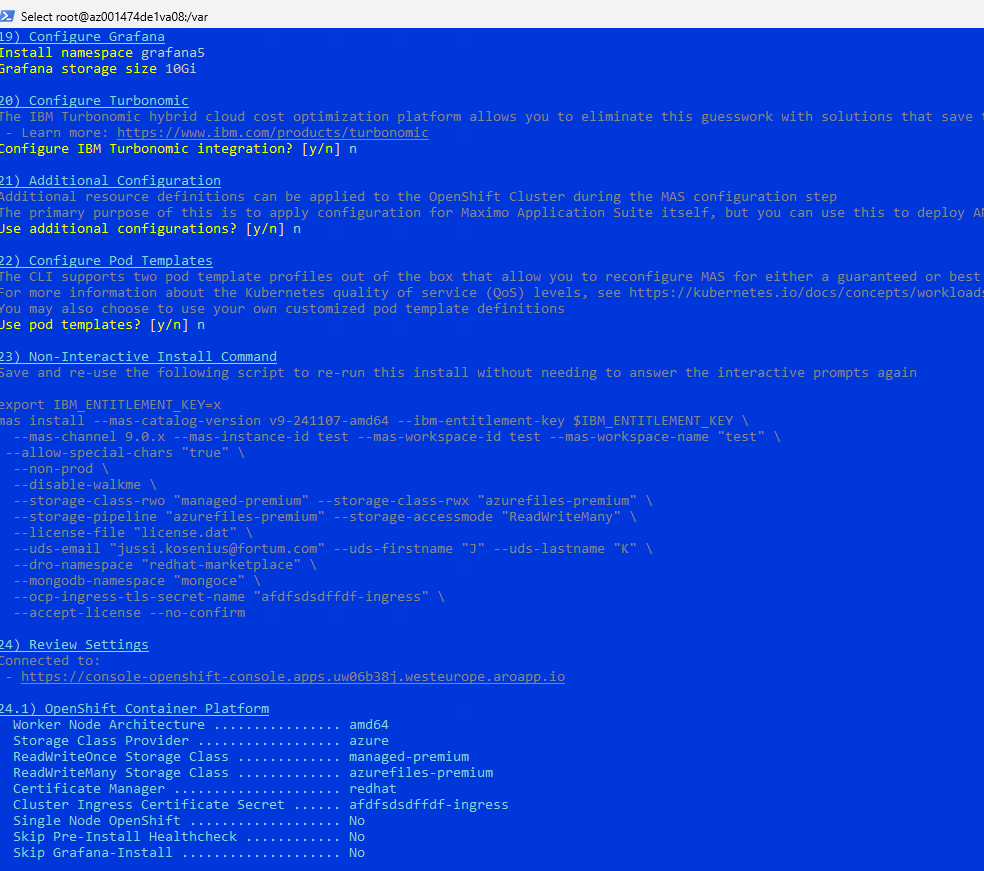 Select root@az001474de1va08:/var
19) Configure Grafana
Install namespace grafana5
Grafana storage size 10Gi
20) Configure Turbonomic
The IBM Turbonomic hybrid cloud cost optimization platform allows you to eliminate this guesswork with solutions that save
- Learn more: https://www.ibm.com/products/turbonomic
Configure IBM Turbonomic integration? [y/n] n
21) Additional Configuration
Additional resource definitions can be applied to the OpenShift Cluster during the MAS configuration step
The primary purpose of this is to apply configuration for Maximo Application Suite itself, but you can use this to deploy AN
Use additional configurations? [y/n] n
22) Configure Pod Templates
The CLI supports two pod template profiles out of the box that allow you to reconfigure MAS for either a guaranteed or best
For more information about the Kubernetes quality of service (QoS) levels, see https://kubernetes.io/docs/concepts/workloads
You may also choose to use your own customized pod template definitions
Use pod templates? [y/n] n
23) Non-Interactive Install Command
Save and re-use the following script to re-run this install without needing to answer the interactive prompts again
export IBM_ENTITLEMENT_KEY=x
mas install --mas-catalog-version v9-241107-amd64 --ibm-entitlement-key $IBM_ENTITLEMENT_KEY \
--mas-channel 9.0.x --mas-instance-id test --mas-workspace-id test --mas-workspace-name "test" \
--allow-special-chars "true" \
--non-prod \
--disable-walkme \
--storage-class-rwo "managed-premium" --storage-class-rwx "azurefiles-premium" \
--storage-pipeline "azurefiles-premium" --storage-accessmode "ReadWriteMany" \
--license-file "license.dat" \
--uds-email "jussi.kosenius@fortum.com" --uds-firstname "J" --uds-lastname "K" \
--dro-namespace "redhat-marketplace" \
--mongodb-namespace "mongoce" \
--ocp-ingress-tls-secret-name "afdfsdsdffdf-ingress" \
--accept-license --no-confirm
24) Review Settings
Connected to:
- https://console-openshift-console.apps.uw06b38j.westeurope.aroapp.io
24.1) OpenShift Container Platform
Worker Node Architecture ................ amd64
Storage Class Provider .................. azure
ReadWriteOnce Storage Class ............. managed-premium
ReadWriteMany Storage Class ............. azurefiles-premium
Certificate Manager ..................... redhat
Cluster Ingress Certificate Secret ...... afdfsdsdffdf-ingress
Single Node OpenShift ................... No
Skip Pre-Install Healthcheck ............ No
Skip Grafana-Install .................... No